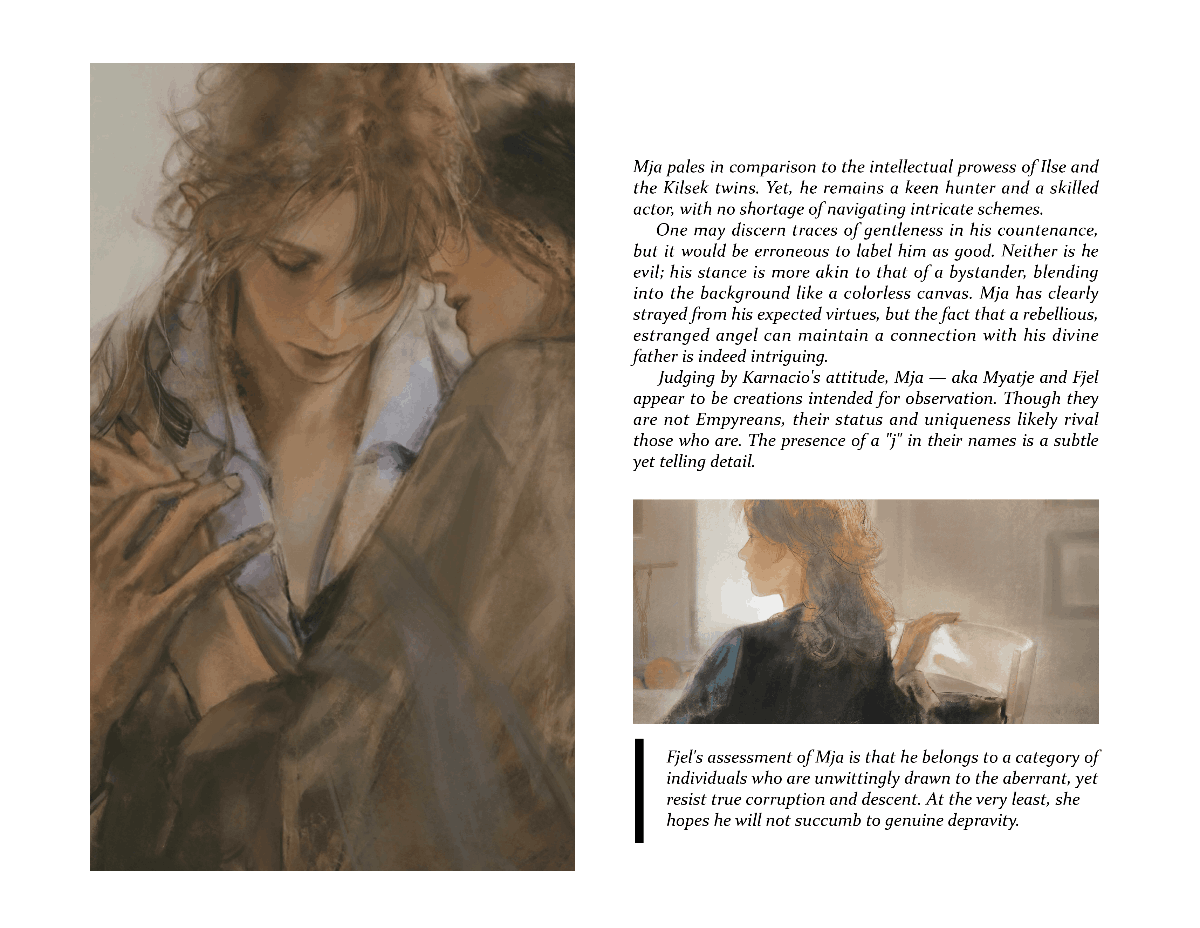 Mja pales in comparison to the intellectual prowess of Ilse and
the Kilsek twins. Yet, he remains a keen hunter and a skilled
actor, with no shortage of navigating intricate schemes.
One may discern traces of gentleness in his countenance,
but it would be erroneous to label him as good. Neither is he
evil; his stance is more akin to that of a bystander, blending
into the background like a colorless canvas. Mja has clearly
strayed from his expected virtues, but the fact that a rebellious,
estranged angel can maintain a connection with his divine
father is indeed intriguing.
Judging by Karnacio's attitude, Mja — aka Myatje and Fjel
appear to be creations intended for observation. Though they
are not Empyreans, their status and uniqueness likely rival
those who are. The presence of a "j" in their names is a subtle
yet telling detail.
Fjel's assessment of Mja is that he belongs to a category of
individuals who are unwittingly drawn to the aberrant, yet
resist true corruption and descent. At the very least, she
hopes he will not succumb to genuine depravity.